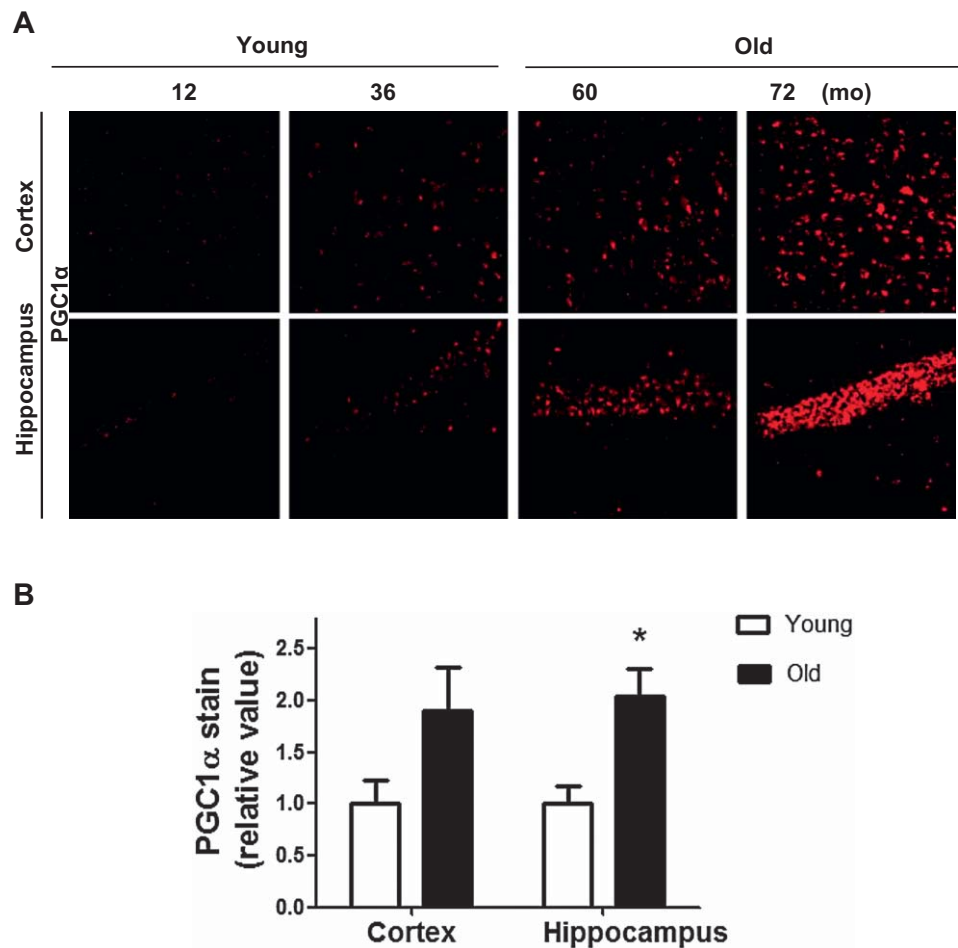 A
Young Old
12 36 60 72 (mo)
Cortex
Hippocampus
PGC1α
B
PGC1α stain
(relative value)
2.5
2.0
1.5
1.0
0.5
0.0
*
Young
Old
Cortex Hippocampus